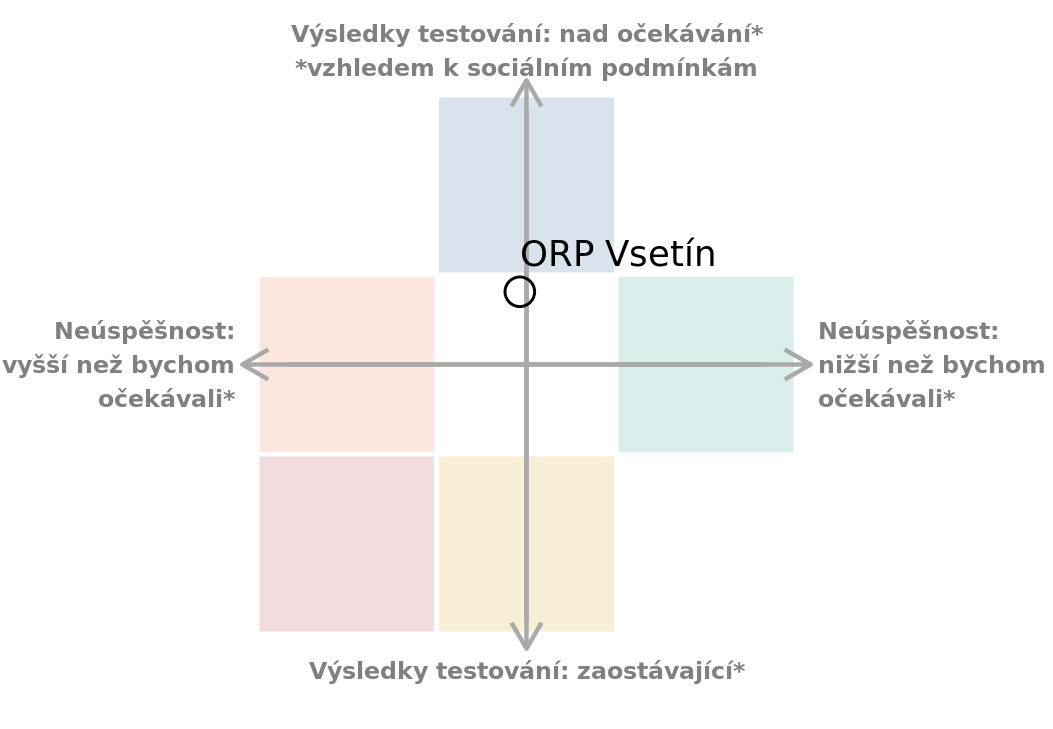 Výsledky testování: nad očekávání*
*vzhledem k sociálním podmínkám
ORP Vsetín
Neúspěšnost:
vyšší než bychom
očekávali*
Neúspěšnost:
nižší než bychom
očekávali*
Výsledky testování: zaostávající*